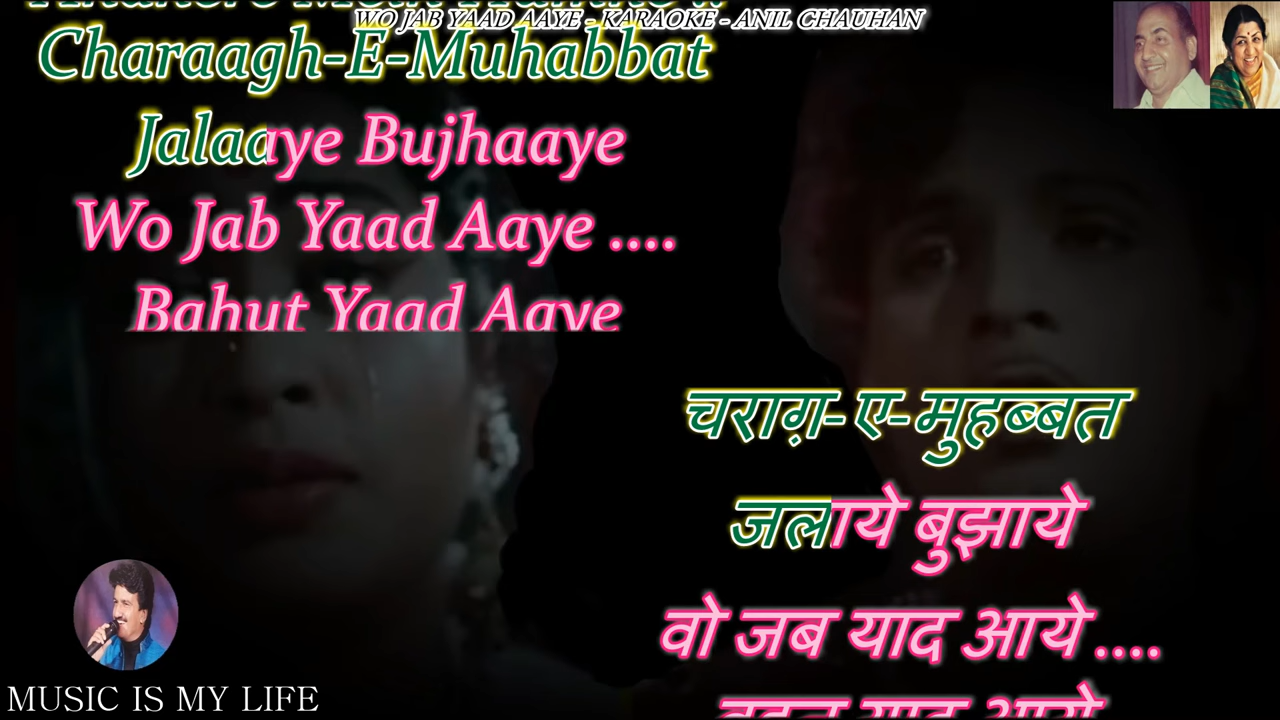 WO JAB YAAD AAYE - KARAOKE - ANIL CHAUHAN
Charaagh-E-Muhabbat
Jalaaye Bujhaaye
Wo Jab Yaad Aaye ....
Bahut Yaad Aaye
चराग़-ए-मुहब्बत
जलाये बुझाये
वो जब याद आये ....
याद आये
MUSIC IS MY LIFE